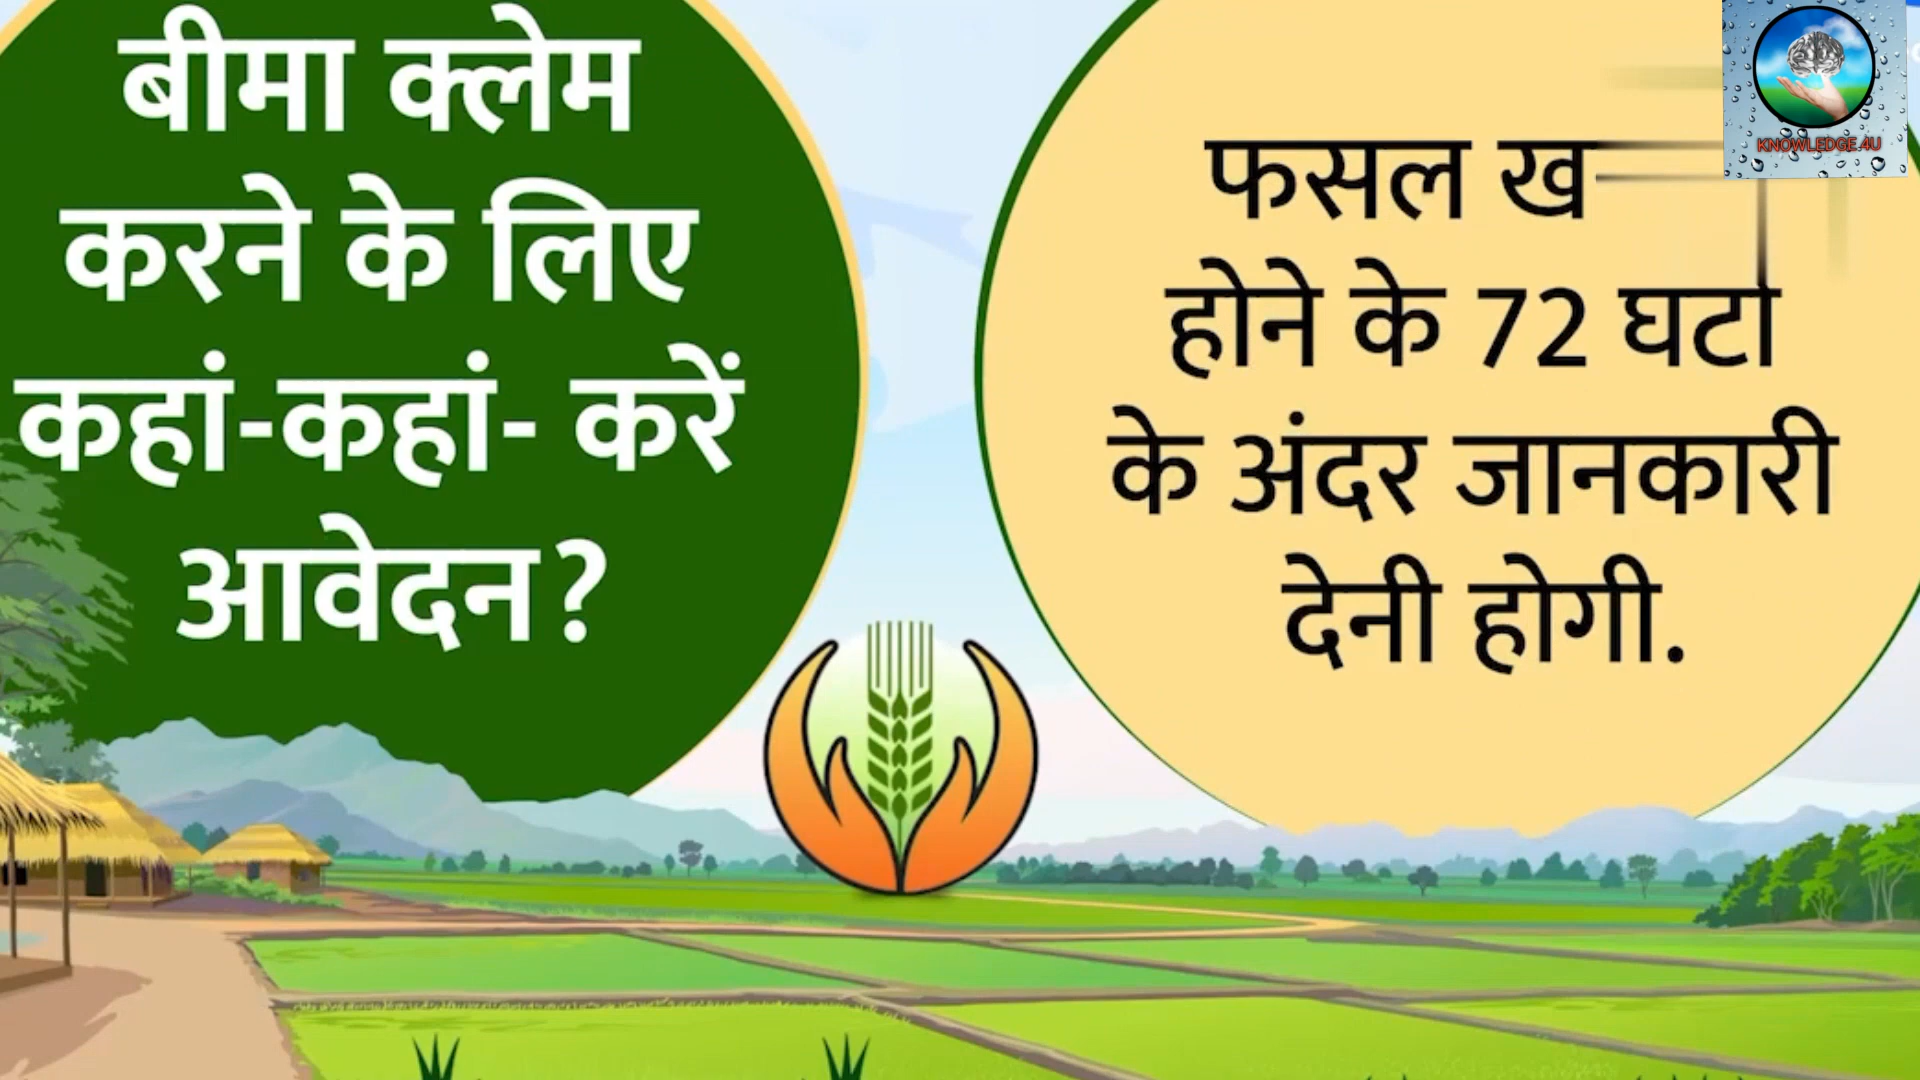 बीमा क्लेम
करने के लिए
कहां-कहां- करें
आवेदन?
फसल
होने के 72 घटों
के अंदर जानकारी
देनी होगी.
KNOWLEDGE.4U